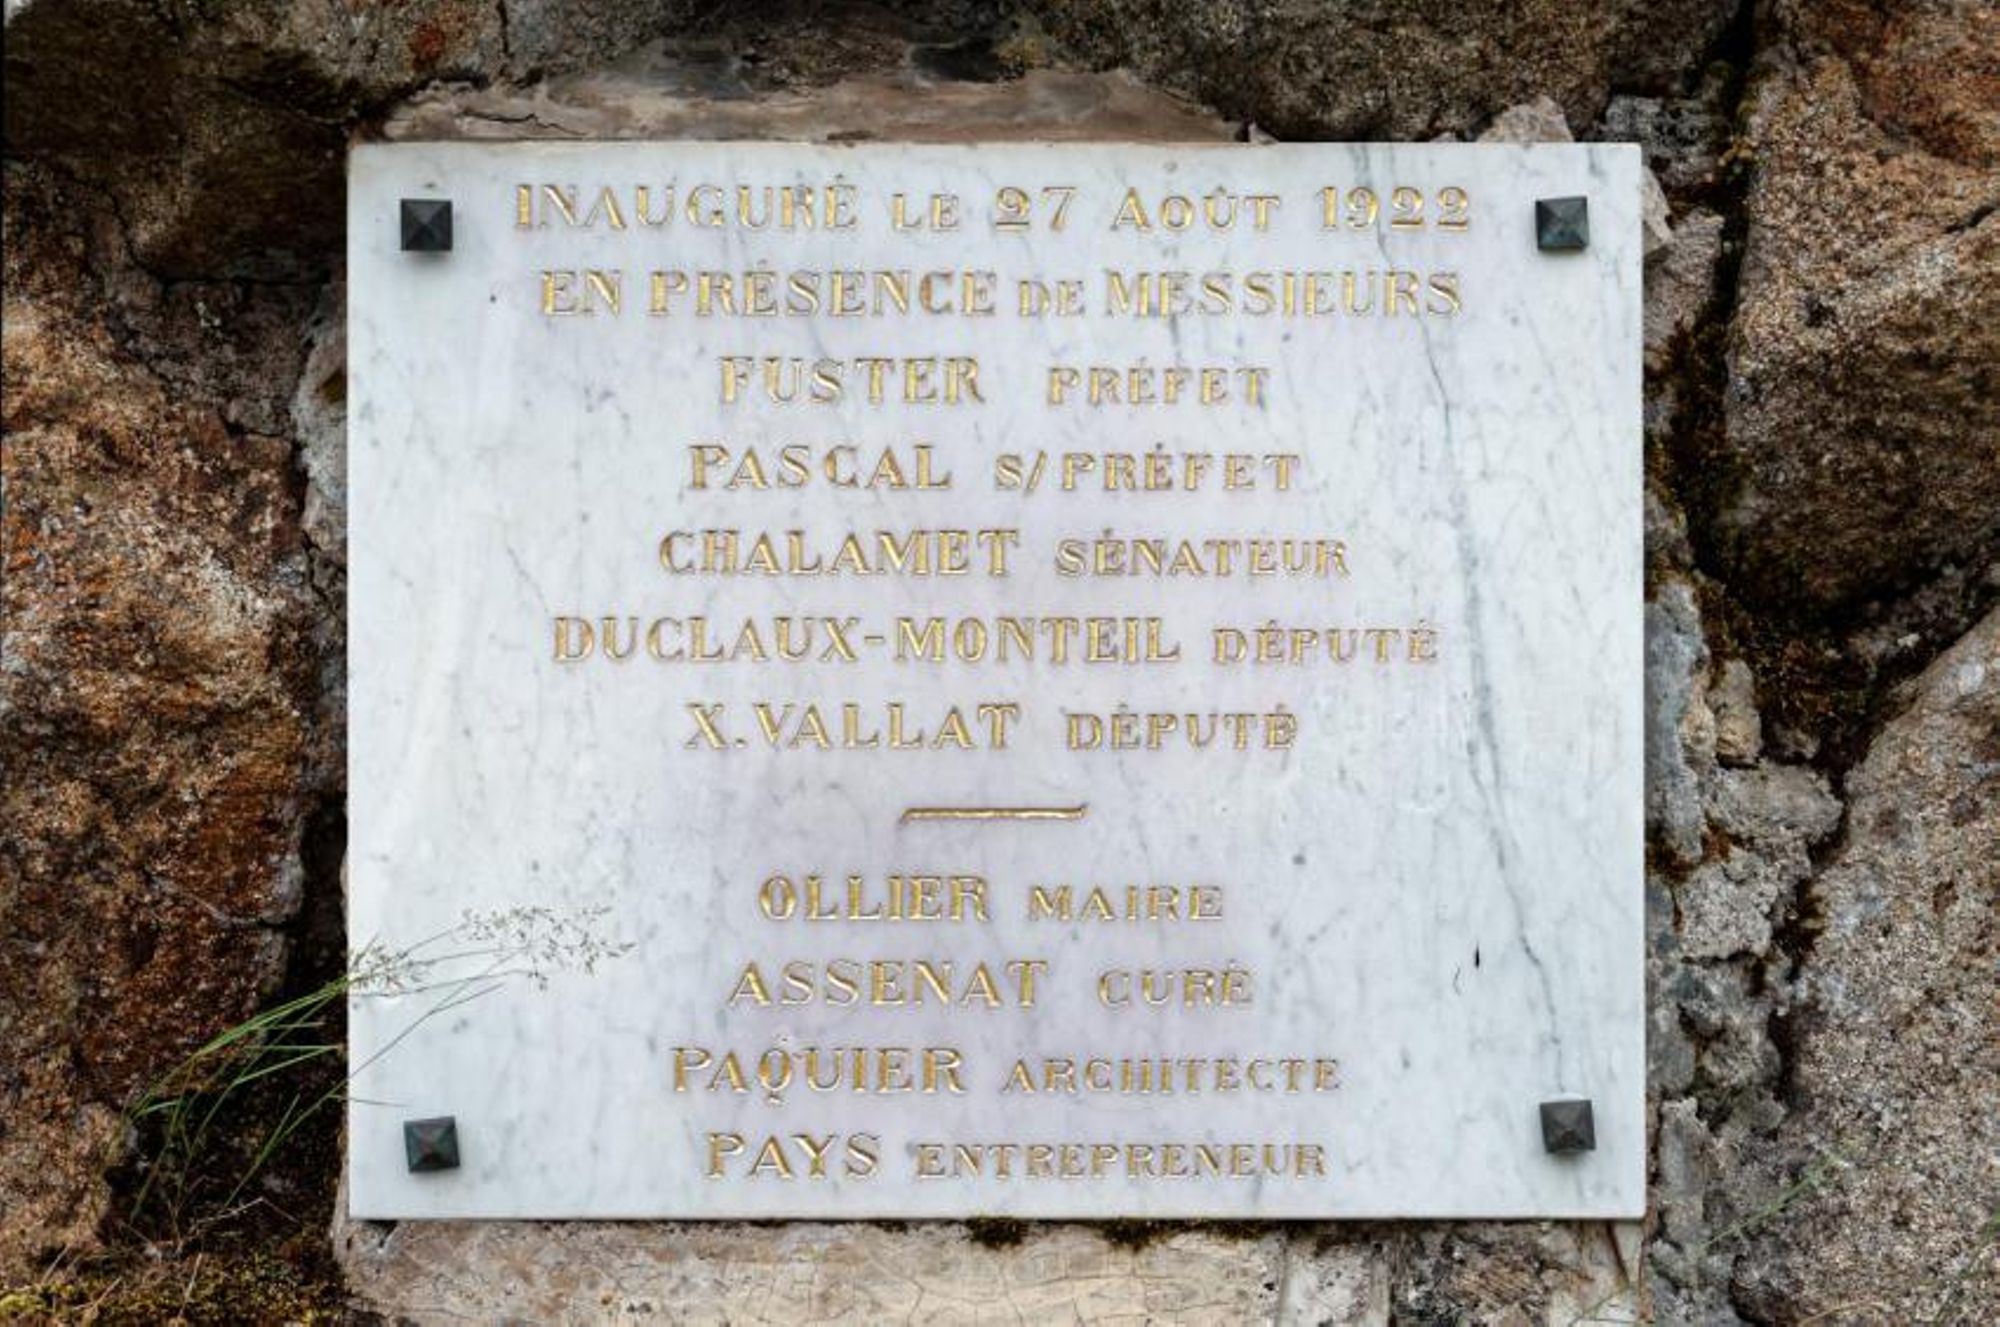 INAUGURÉ LE 27 AOÛT 1922
EN PRÉSENCE DE MESSIEURS
FUSTER PRÉFET
PASCAL S/PRÉFET
CHALAMET SÉNATEUR
DUCLAUX-MONTEIL DÉPUTÉ
X. VALLAT DÉPUTÉ
OLLIER MAIRE
ASSENAT CURÉ
PAQUIER ARCHITECTE
PAYS ENTREPRENEUR